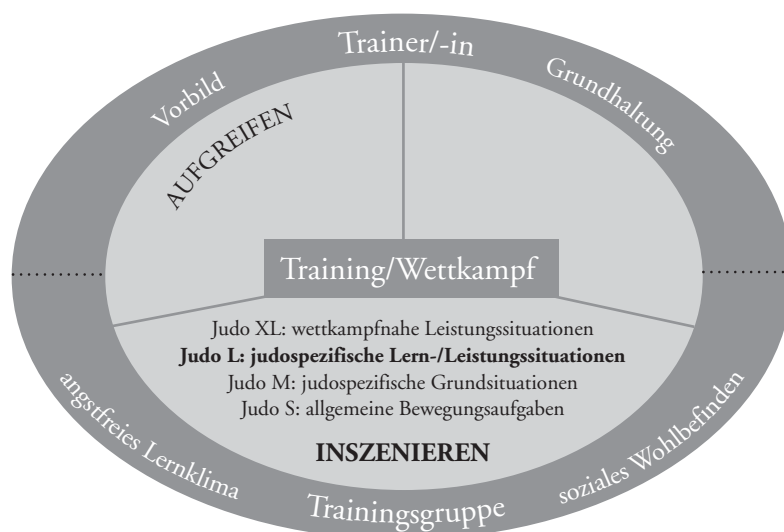 Trainer/-in
Vorbild
Grundhaltung
AUFGREIFEN
Training/Wettkampf
Judo XL: wettkampfnahe Leistungssituationen
Judo L: judospezifische Lern-/Leistungssituationen
Judo M: judospezifische Grundsituationen
Judo S: allgemeine Bewegungsaufgaben
INSZENIEREN
angstfreies Lernklima
soziales Wohlbefinden
Trainingsgruppe